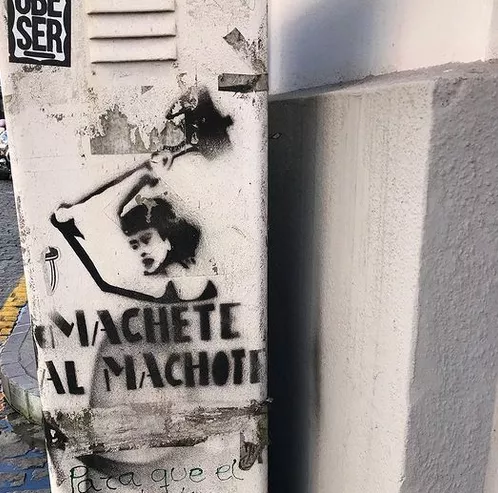 OBE
SER
MACHETE
AL MACHOTE
Para que el